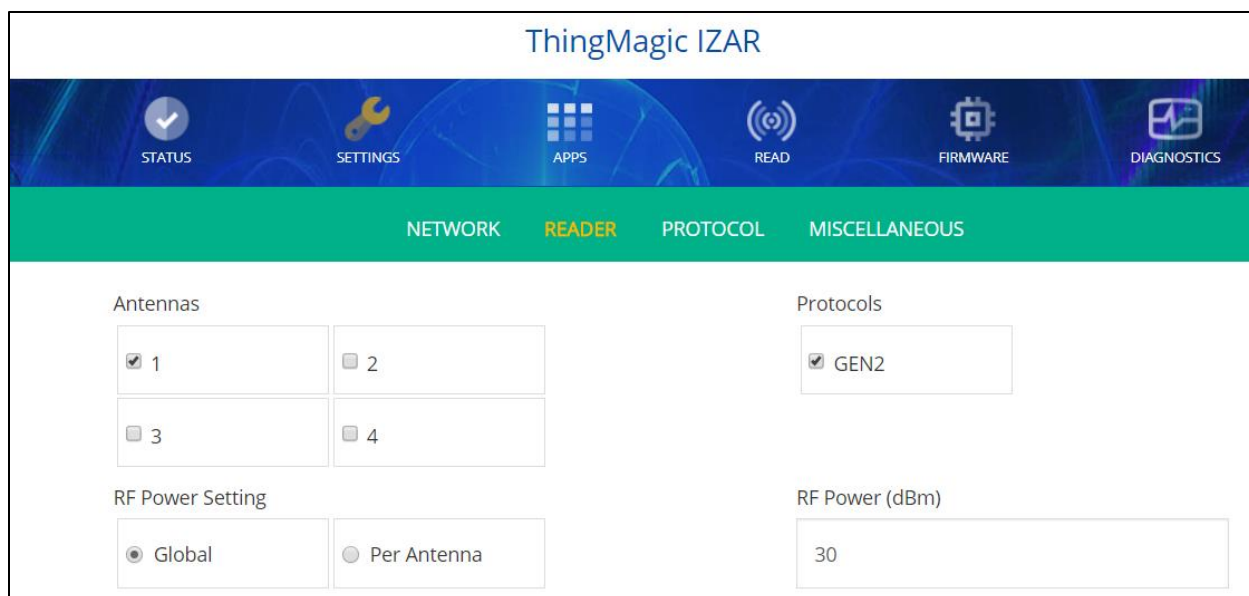 ThingMagic IZAR
STATUS SETTINGS APPS READ FIRMWARE DIAGNOSTICS
NETWORK READER PROTOCOL MISCELLANEOUS
Antennas Protocols
1 2 GEN2
3 4
RF Power Setting RF Power (dBm)
Global Per Antenna 30